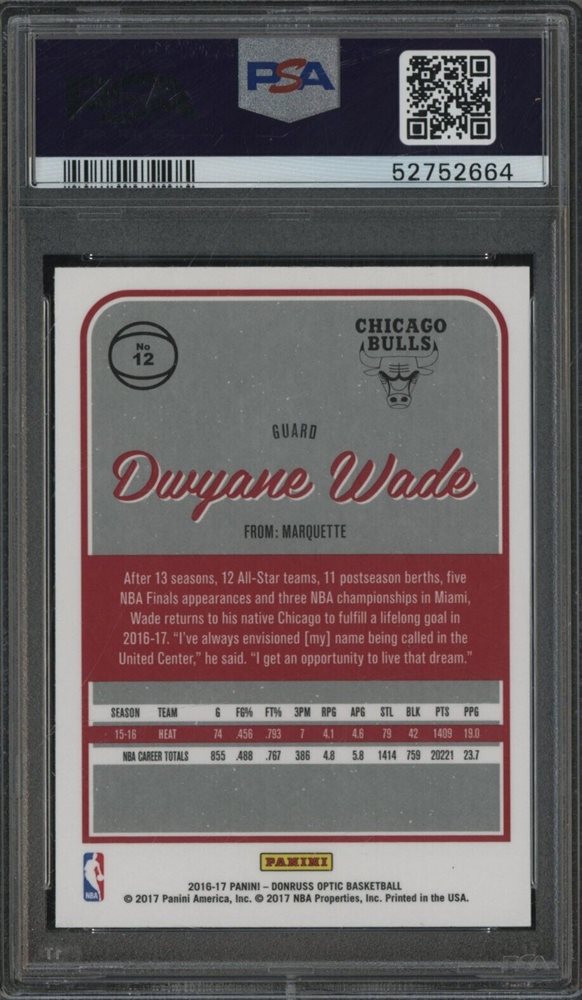 PSA
52752664
No
12
CHICAGO
BULLS
GUARD
Dwyane Wade
FROM: MARQUETTE
After 13 seasons, 12 All-Star teams, 11 postseason berths, five
NBA Finals appearances and three NBA championships in Miami,
Wade returns to his native Chicago to fulfill a lifelong goal in
2016-17. “I've always envisioned [my] name being called in the
United Center,” he said. “I get an opportunity to live that dream.”
SEASON TEAM G FG% FT% 3PM RPG APG STL BLK PTS PPG
15-16 HEAT 74 .456 .793 7 4.1 4.6 79 42 1409 19.0
NBA CAREER TOTALS 855 .488 .767 386 4.8 5.8 1414 759 20221 23.7
PANINI
NBA
2016-17 PANINI – DONRUSS OPTIC BASKETBALL
© 2017 Panini America, Inc. © 2017 NBA Properties, Inc. Printed in the USA.
PSA